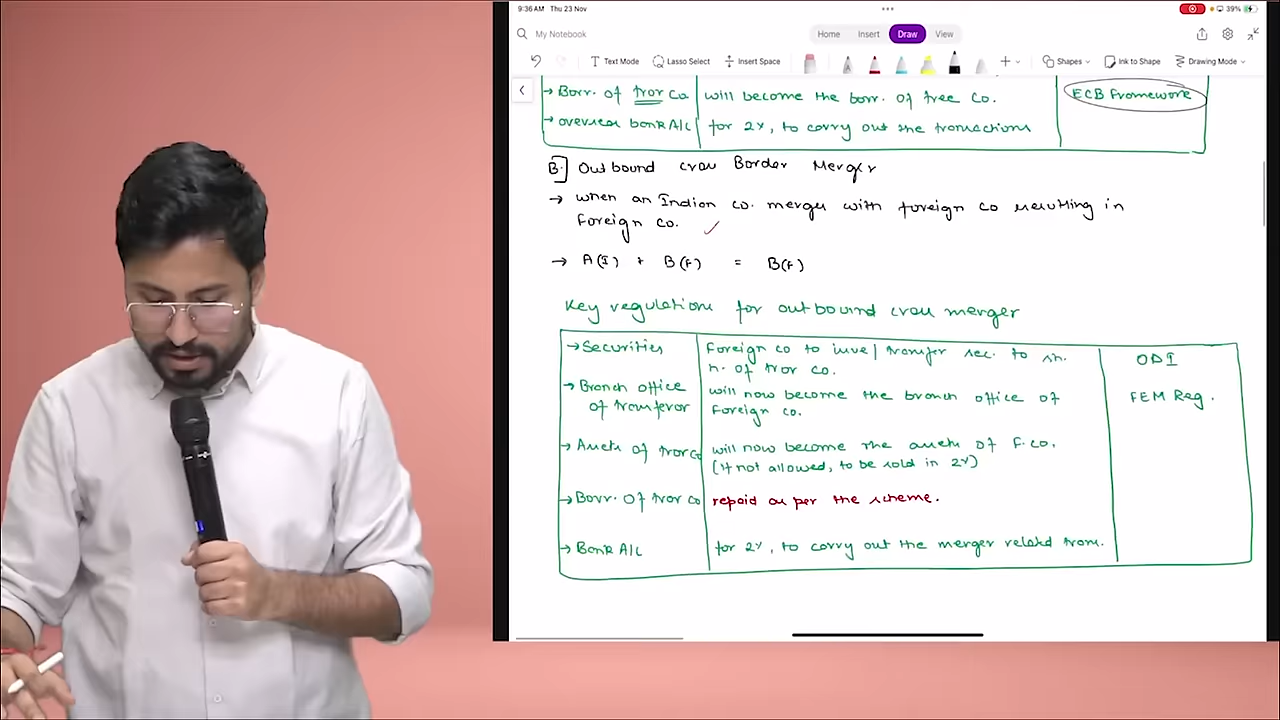 9:36 AM Thu 23 Nov
39%
My Notebook
Home Insert Draw View
Text Mode Lasso Select Insert Space Shapes Ink to Shape Drawing Mode
→ Borr. of tror Co will become the borr. of tree Co. ECB Framework
→ overseas bank A/c for 2Y, to carry out the transactions
B] Outbound cross Border Merger
→ when an Indian co. merges with foreign co resulting in
Foreign co.
→ A(I) + B(F) = B(F)
Key regulations for outbound cross merger
→ Securities Foreign co to issue/transfer sec. to sh. ODI
n. of tror co.
→ Branch office will now become the branch office of FEM Reg.
of transferor Foreign co.
→ Assets of tror co will now become the assets of F.co.
(if not allowed, to be sold in 2Y)
→ Borr. of tror co repaid as per the scheme.
→ Bank A/c for 2Y, to carry out the merger related tran.